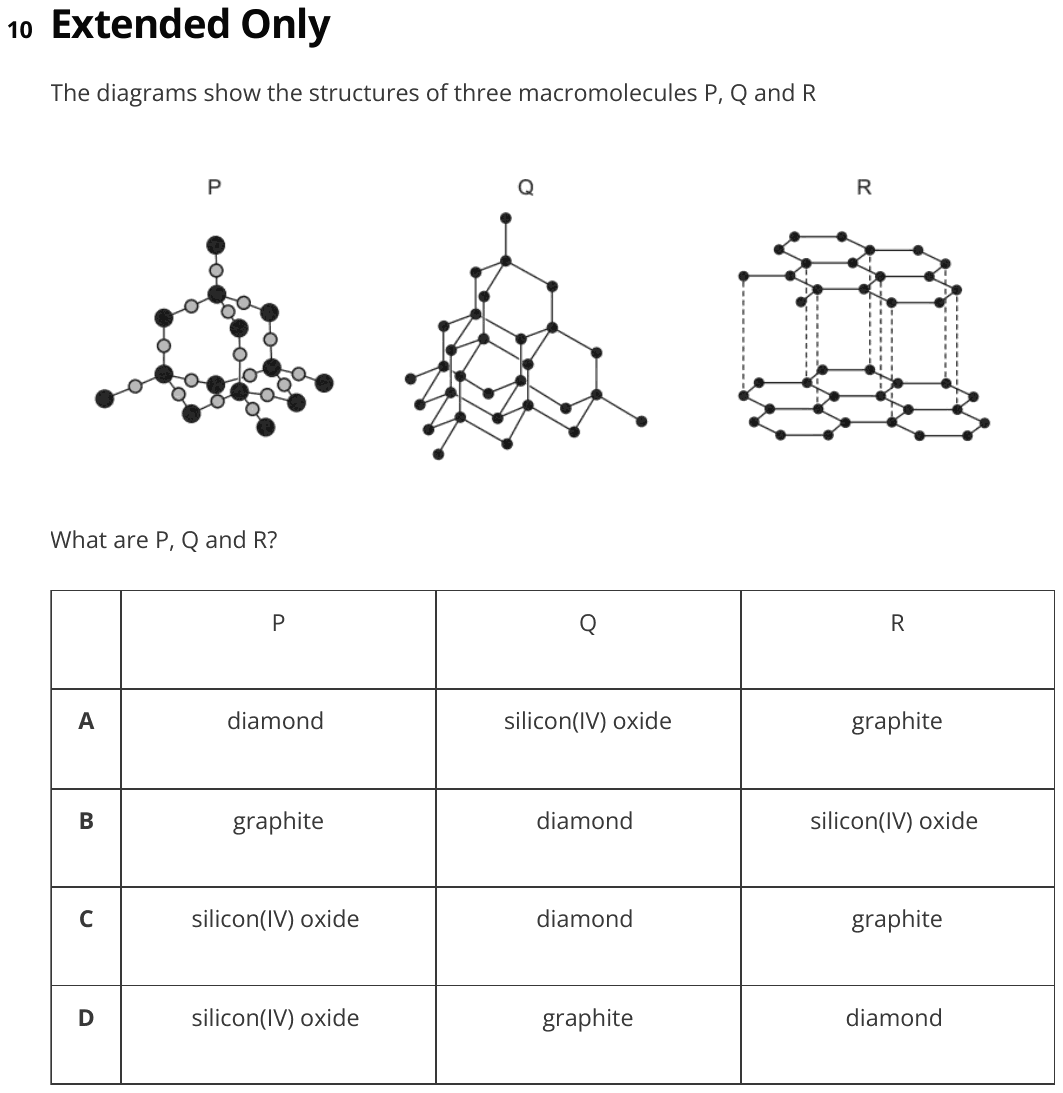 10 Extended Only
The diagrams show the structures of three macromolecules P, Q and R
P Q R
What are P, Q and R?
P Q R
A diamond silicon(IV) oxide graphite
B graphite diamond silicon(IV) oxide
C silicon(IV) oxide diamond graphite
D silicon(IV) oxide graphite diamond